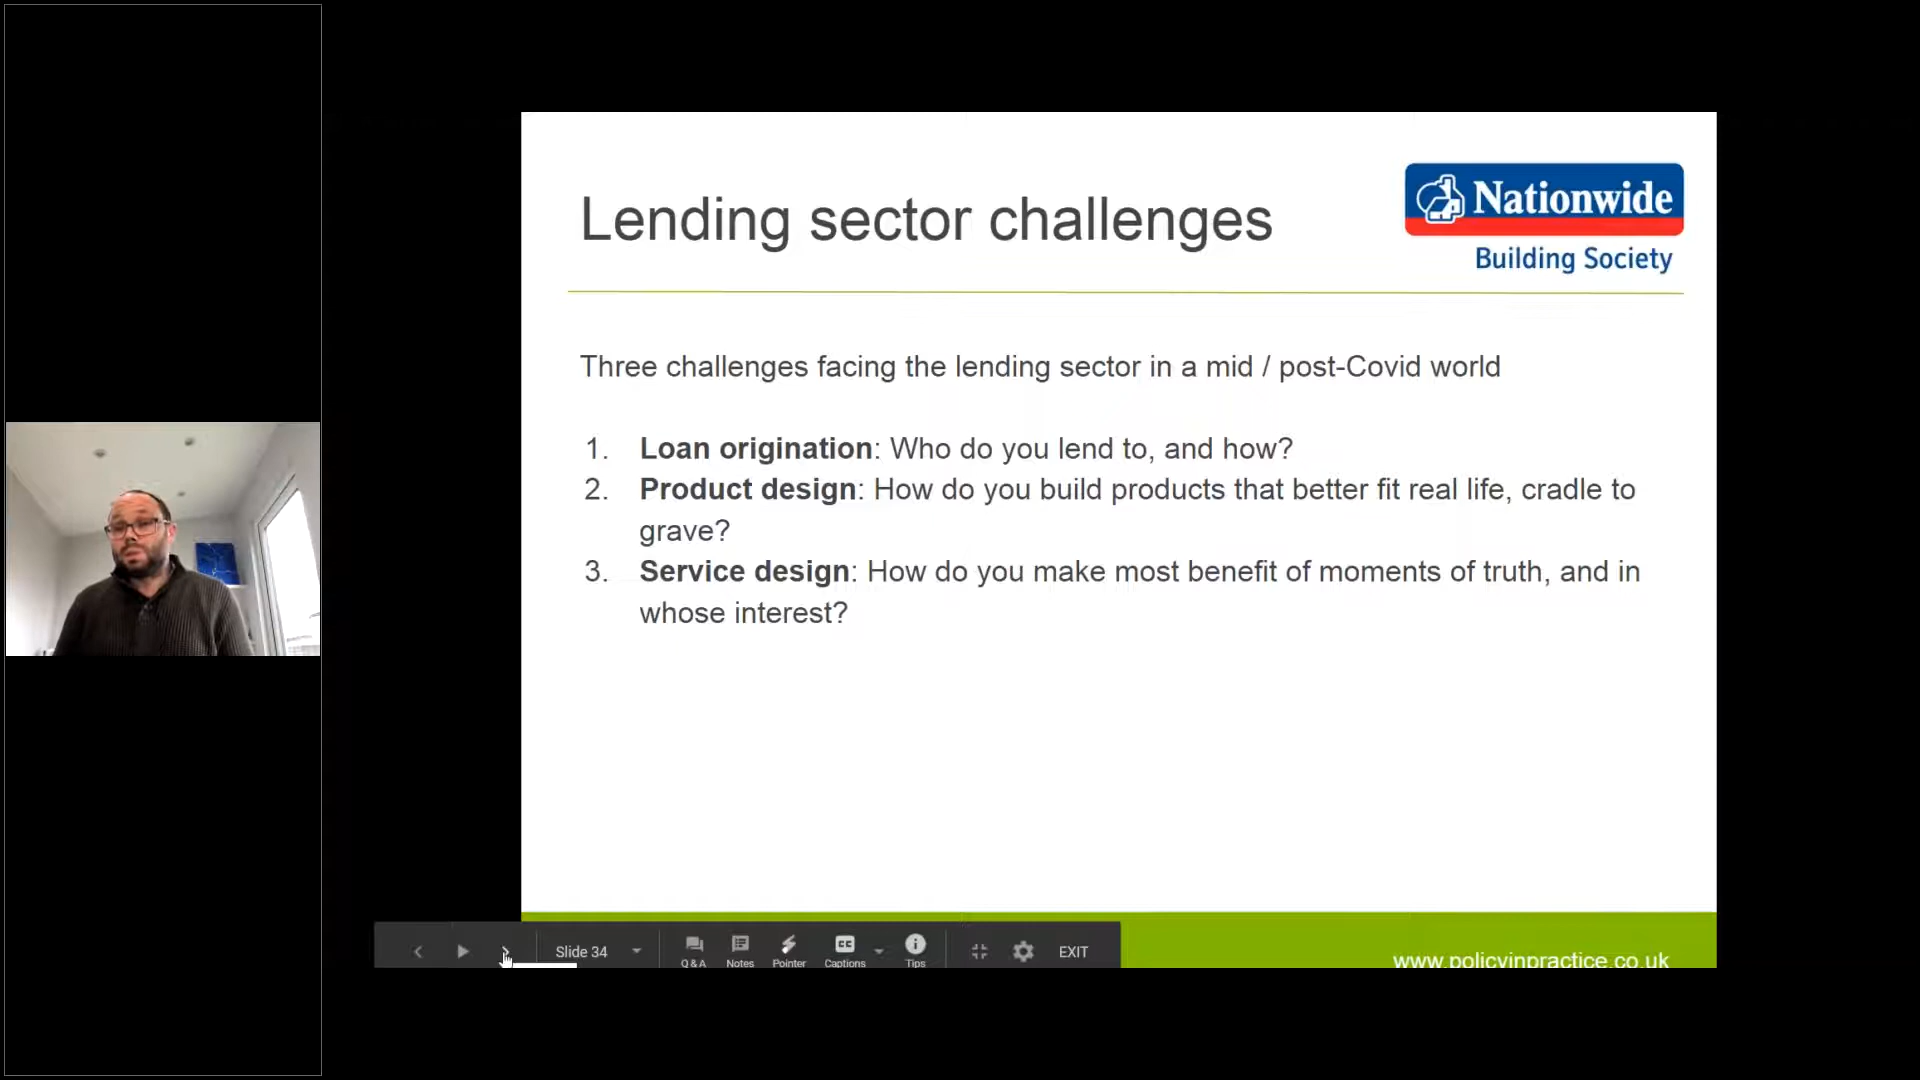 Lending sector challenges
Nationwide
Building Society
Three challenges facing the lending sector in a mid / post-Covid world
1. Loan origination: Who do you lend to, and how?
2. Product design: How do you build products that better fit real life, cradle to
grave?
3. Service design: How do you make most benefit of moments of truth, and in
whose interest?
Slide 34
Q & A
Notes
Pointer
CC
Captions
Tips
EXIT
www.policyinpractice.co.uk